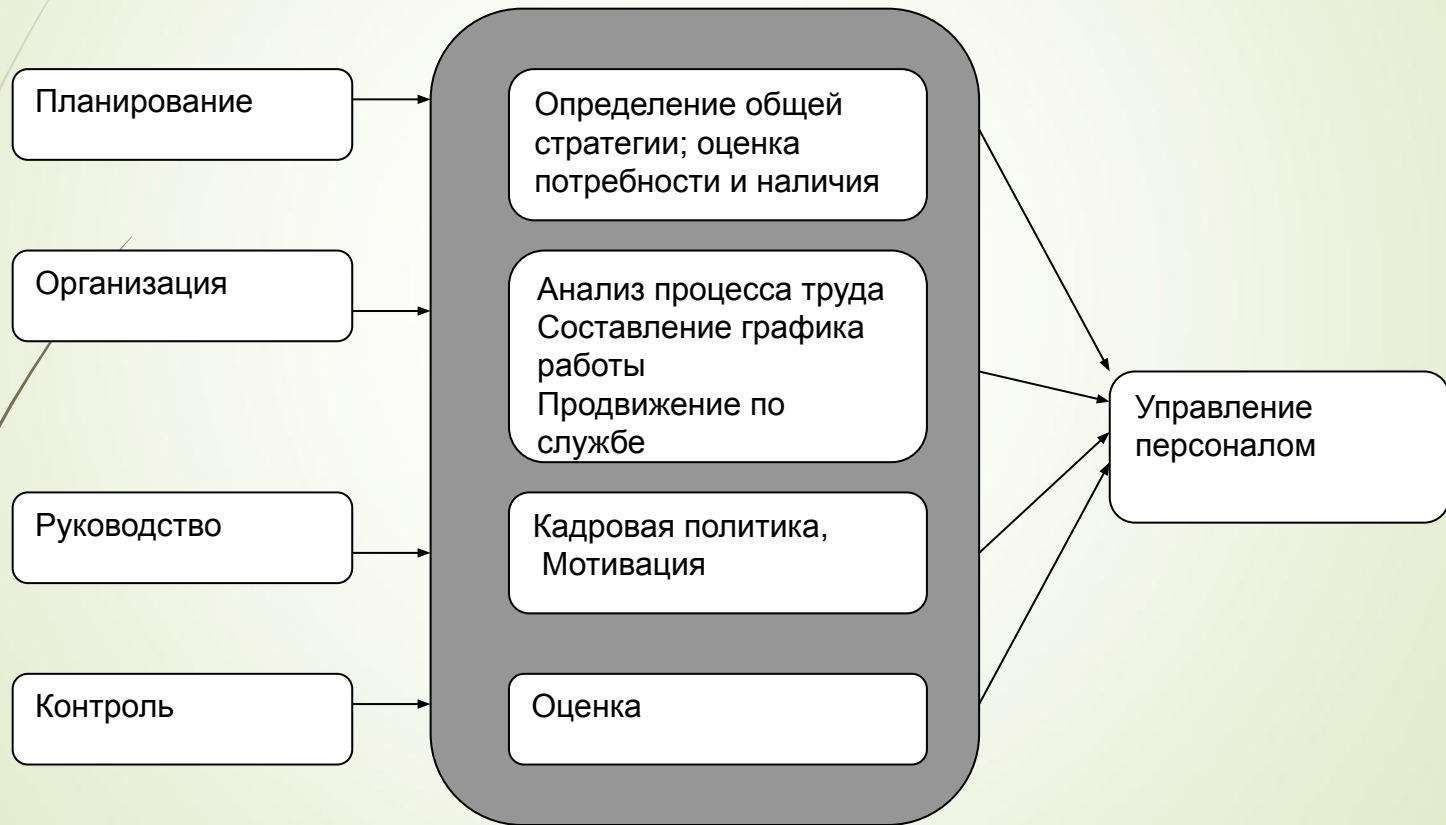 Планирование
Определение общей
стратегии; оценка
потребности и наличия
Организация
Анализ процесса труда
Составление графика
работы
Продвижение по
службе
Руководство
Кадровая политика,
Мотивация
Контроль
Оценка
Управление
персоналом